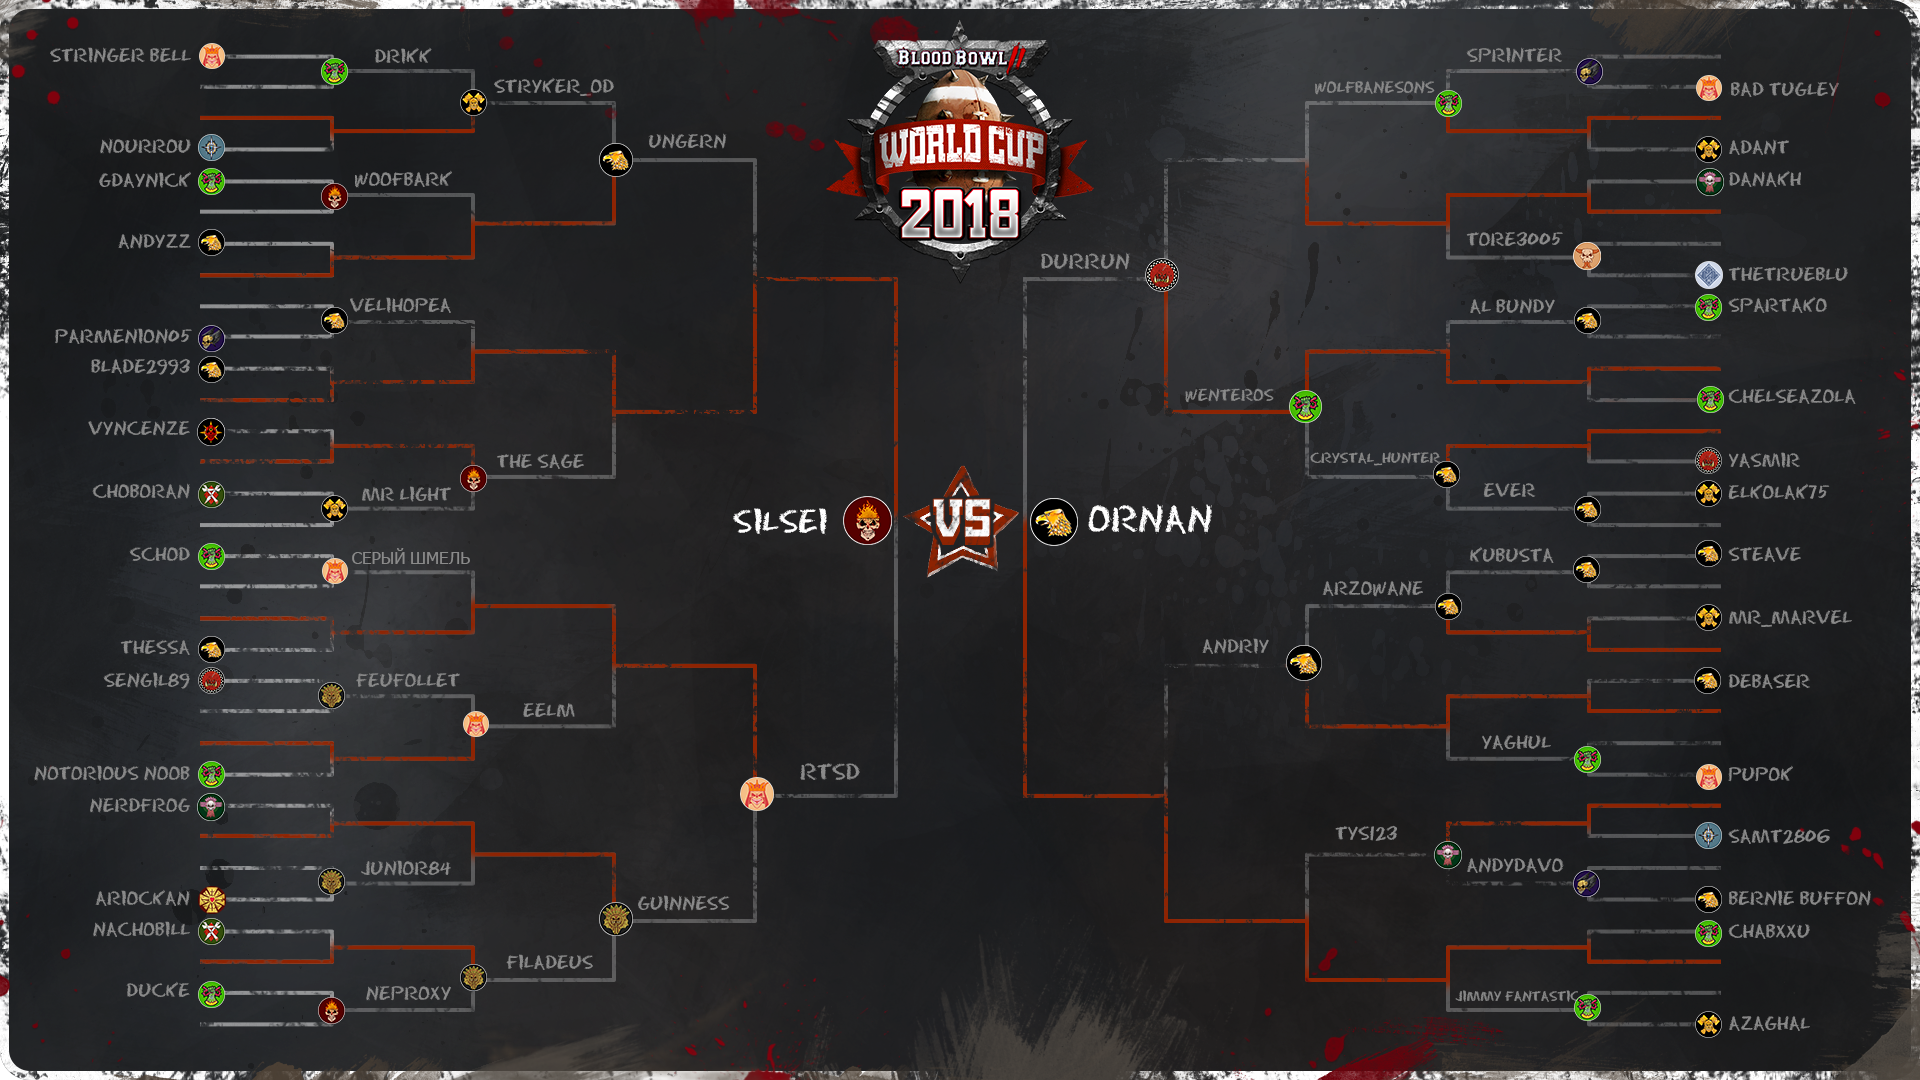 BLOOD BOWL II
WORLD CUP
2018
STRINGER BELL
DRIKK
STRYKER_OD
NOURROU
UNGERN
GDAYNICK
WOOFBARK
ANDYZZ
VELIHOPEA
PARMENION05
BLADE2993
VYNCENZE
THE SAGE
CHOBORAN
MR LIGHT
SCHOD
СЕРЫЙ ШМЕЛЬ
THESSA
SENGIL89
FEUFOLLET
EELM
NOTORIOUS NOOB
RTSD
NERDFROG
JUNIOR84
ARIOCKAN
GUINNESS
NACHOBILL
FILADEUS
DUCKE
NEPROXY
SILSEI
VS
ORNAN
SPRINTER
WOLFBANESONS
BAD TUGLEY
ADANT
DANAKH
TORE3005
DURRUN
THETRUEBLU
AL BUNDY
SPARTAKO
WENTEROS
CHELSEAZOLA
CRYSTAL_HUNTER
YASMIR
EVER
ELKOLAK75
KUBUSTA
STEAVE
ARZOWANE
MR_MARVEL
ANDRIY
DEBASER
YAGHUL
PUPOK
TYSI23
SAMT2806
ANDYDAVO
BERNIE BUFFON
CHABXXU
JIMMY FANTASTIC
AZAGHAL